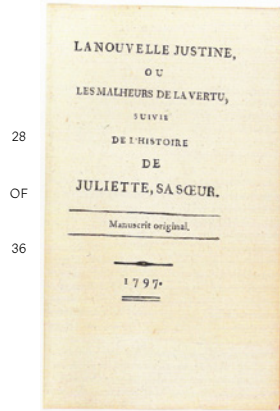 LA NOUVELLE JUSTINE,
OU
LES MALHEURS DE LA VERTU,
SUIVIE
DE L'HISTOIRE
DE
JULIETTE, SA SŒUR.
Manuscrit original.
1797.
28
OF
36